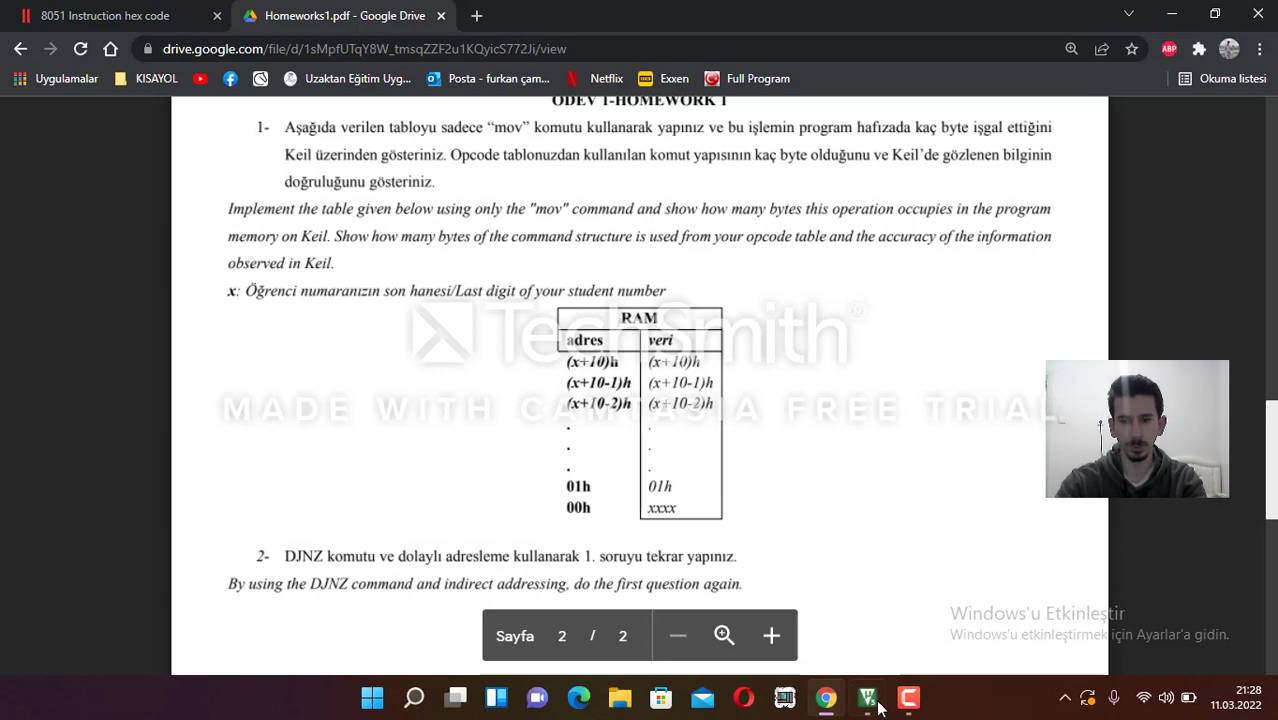 8051 Instruction hex code
Homeworks1.pdf - Google Drive
drive.google.com/file/d/1sMpfUTqY8W_tmsqZZF2u1KQyicS772Ji/view
ABP
Uygulamalar KISAYOL Uzaktan Eğitim Uyg... Posta - furkan çam... Netflix Exxen Full Program Okuma listesi
ÖDEV 1-HOMEWORK 1
1- Aşağıda verilen tabloyu sadece “mov” komutu kullanarak yapınız ve bu işlemin program hafızada kaç byte işgal ettiğini
Keil üzerinden gösteriniz. Opcode tablonuzdan kullanılan komut yapısının kaç byte olduğunu ve Keil’de gözlenen bilginin
doğruluğunu gösteriniz.
Implement the table given below using only the "mov" command and show how many bytes this operation occupies in the program
memory on Keil. Show how many bytes of the command structure is used from your opcode table and the accuracy of the information
observed in Keil.
x: Öğrenci numaranızın son hanesi/Last digit of your student number
RAM
adres veri
(x+10)h (x+10)h
(x+10-1)h (x+10-1)h
(x+10-2)h (x+10-2)h
. .
. .
. .
01h 01h
00h xxxx
TechSmith®
MADE WITH CAMTASIA FREE TRIAL
2- DJNZ komutu ve dolaylı adresleme kullanarak 1. soruyu tekrar yapınız.
By using the DJNZ command and indirect addressing, do the first question again.
Sayfa 2 / 2
Windows'u Etkinleştir
Windows'u etkinleştirmek için Ayarlar'a gidin.
21:28
11.03.2022